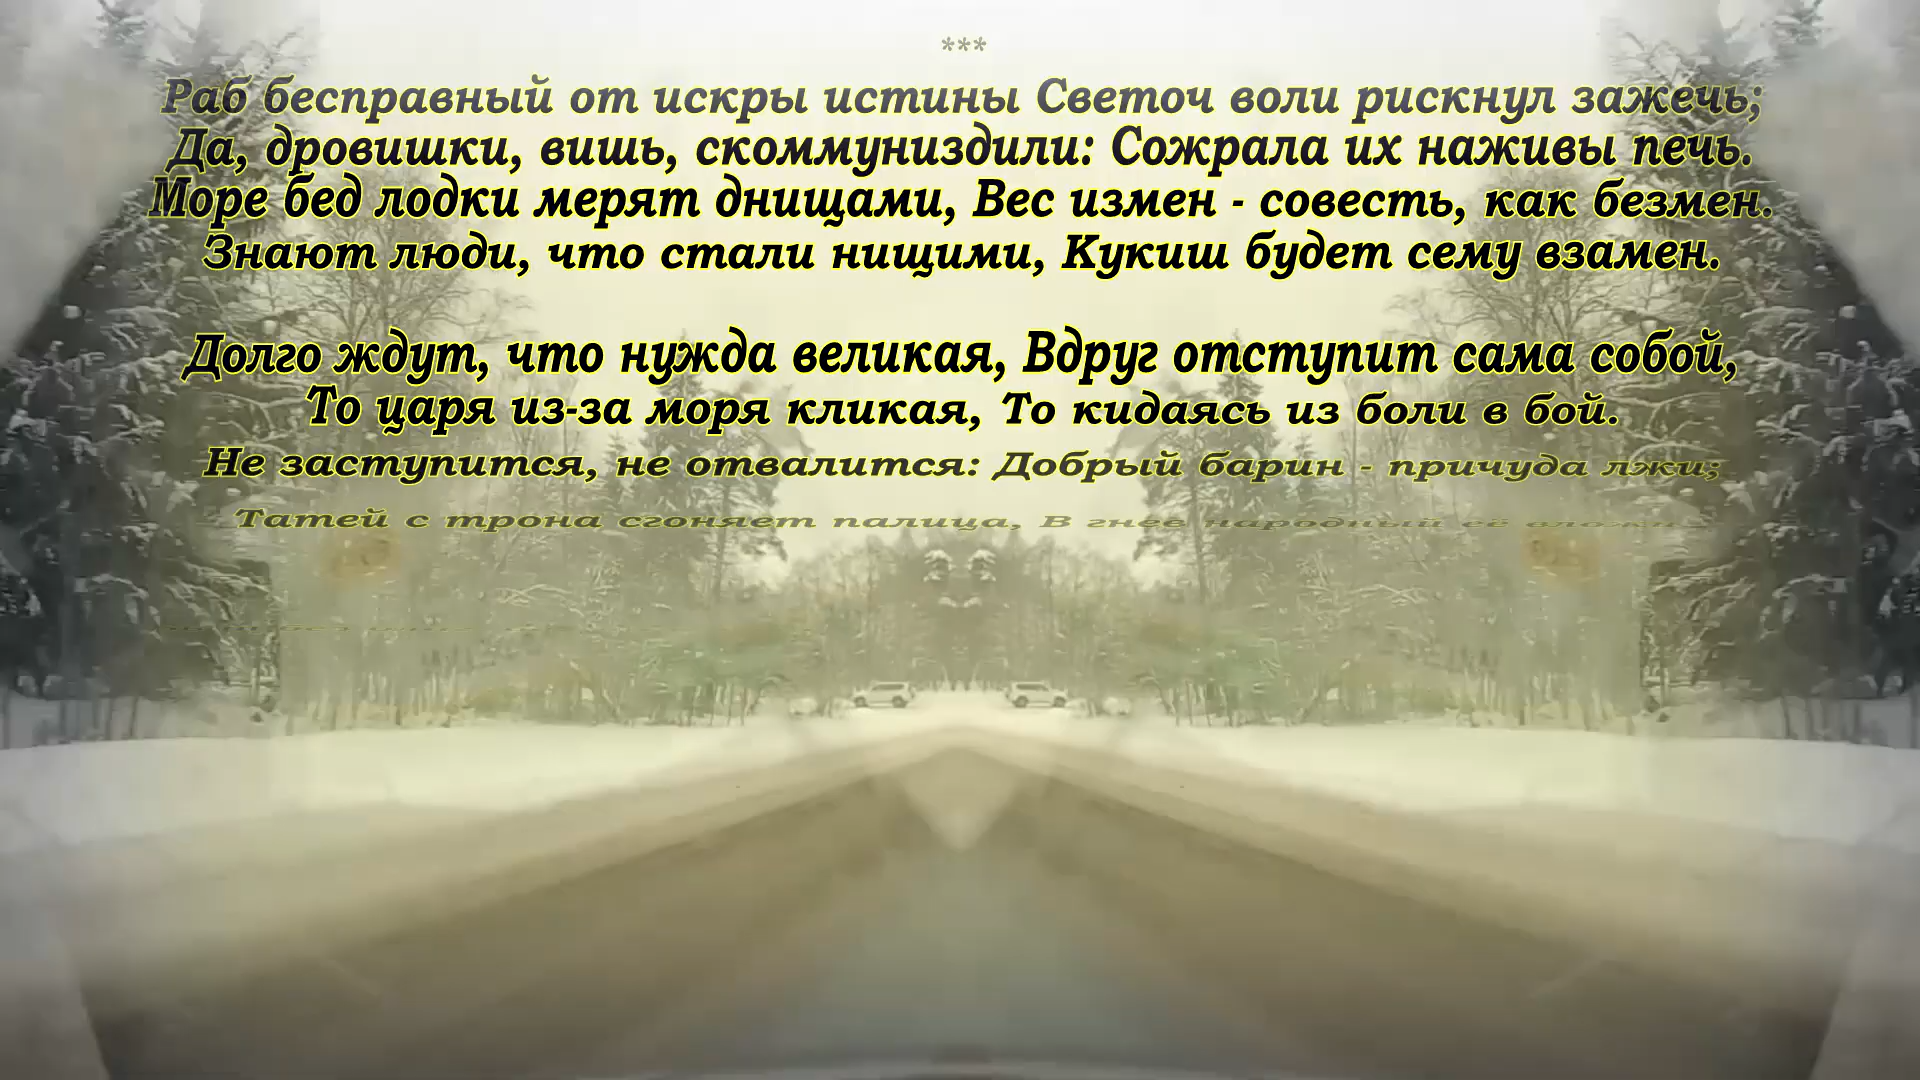 ***
Раб бесправный от искры истины Светоч воли рискнул зажечь;
Да, дровишки, вишь, скоммуниздили: Сожрала их наживы печь.
Море бед лодки мерят днищами, Вес измен - совесть, как безмен.
Знают люди, что стали нищими, Кукиш будет сему взамен.
Долго ждут, что нужда великая, Вдруг отступит сама собой,
То царя из-за моря кликая, То кидаясь из боли в бой.
Не заступится, не отвалится: Добрый барин - причуда лжи;
Татей с трона сгоняет палица, В гнев народный её вложи